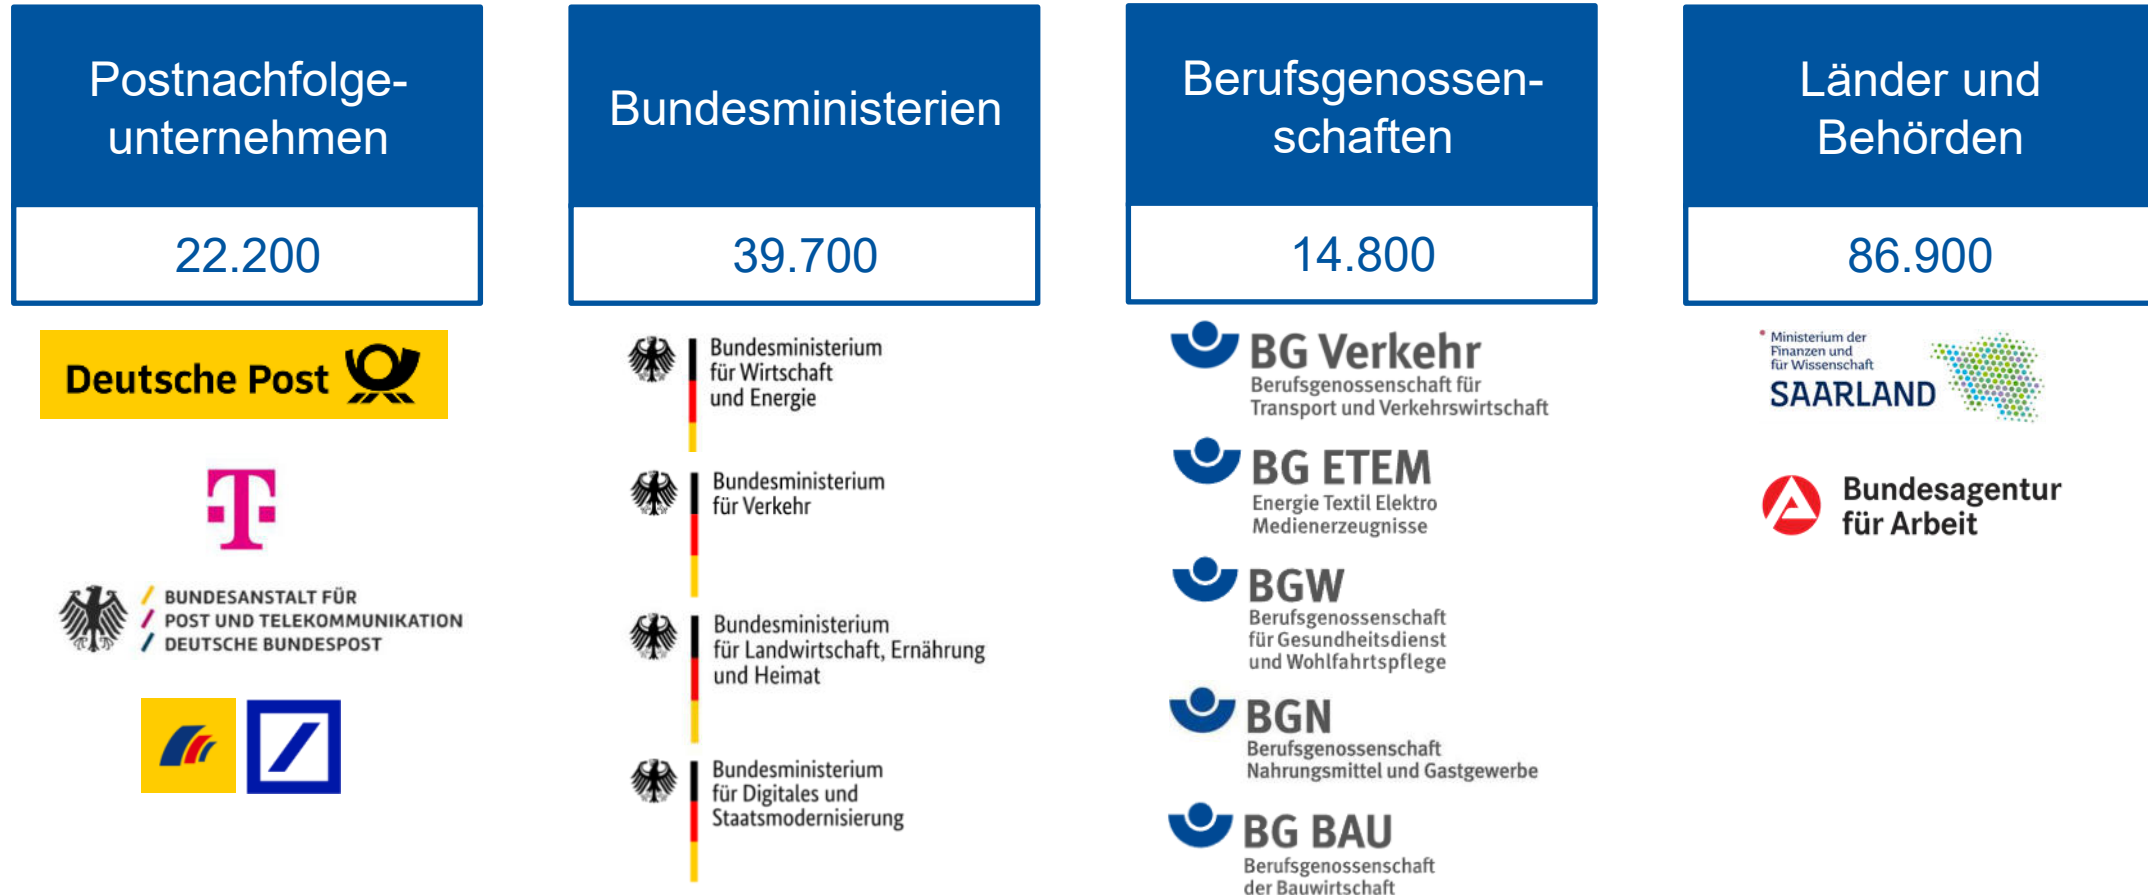 Postnachfolge-
unternehmen
22.200
Deutsche Post
T
BUNDESANSTALT FÜR
POST UND TELEKOMMUNIKATION
DEUTSCHE BUNDESPOST
Bundesministerien
39.700
Bundesministerium
für Wirtschaft
und Energie
Bundesministerium
für Verkehr
Bundesministerium
für Landwirtschaft, Ernährung
und Heimat
Bundesministerium
für Digitales und
Staatsmodernisierung
Berufsgenossen-
schaften
14.800
BG Verkehr
Berufsgenossenschaft für
Transport und Verkehrswirtschaft
BG ETEM
Energie Textil Elektro
Medienerzeugnisse
BGW
Berufsgenossenschaft
für Gesundheitsdienst
und Wohlfahrtspflege
BGN
Berufsgenossenschaft
Nahrungsmittel und Gastgewerbe
BG BAU
Berufsgenossenschaft
der Bauwirtschaft
Länder und
Behörden
86.900
Ministerium der
Finanzen und
für Wissenschaft
SAARLAND
Bundesagentur
für Arbeit